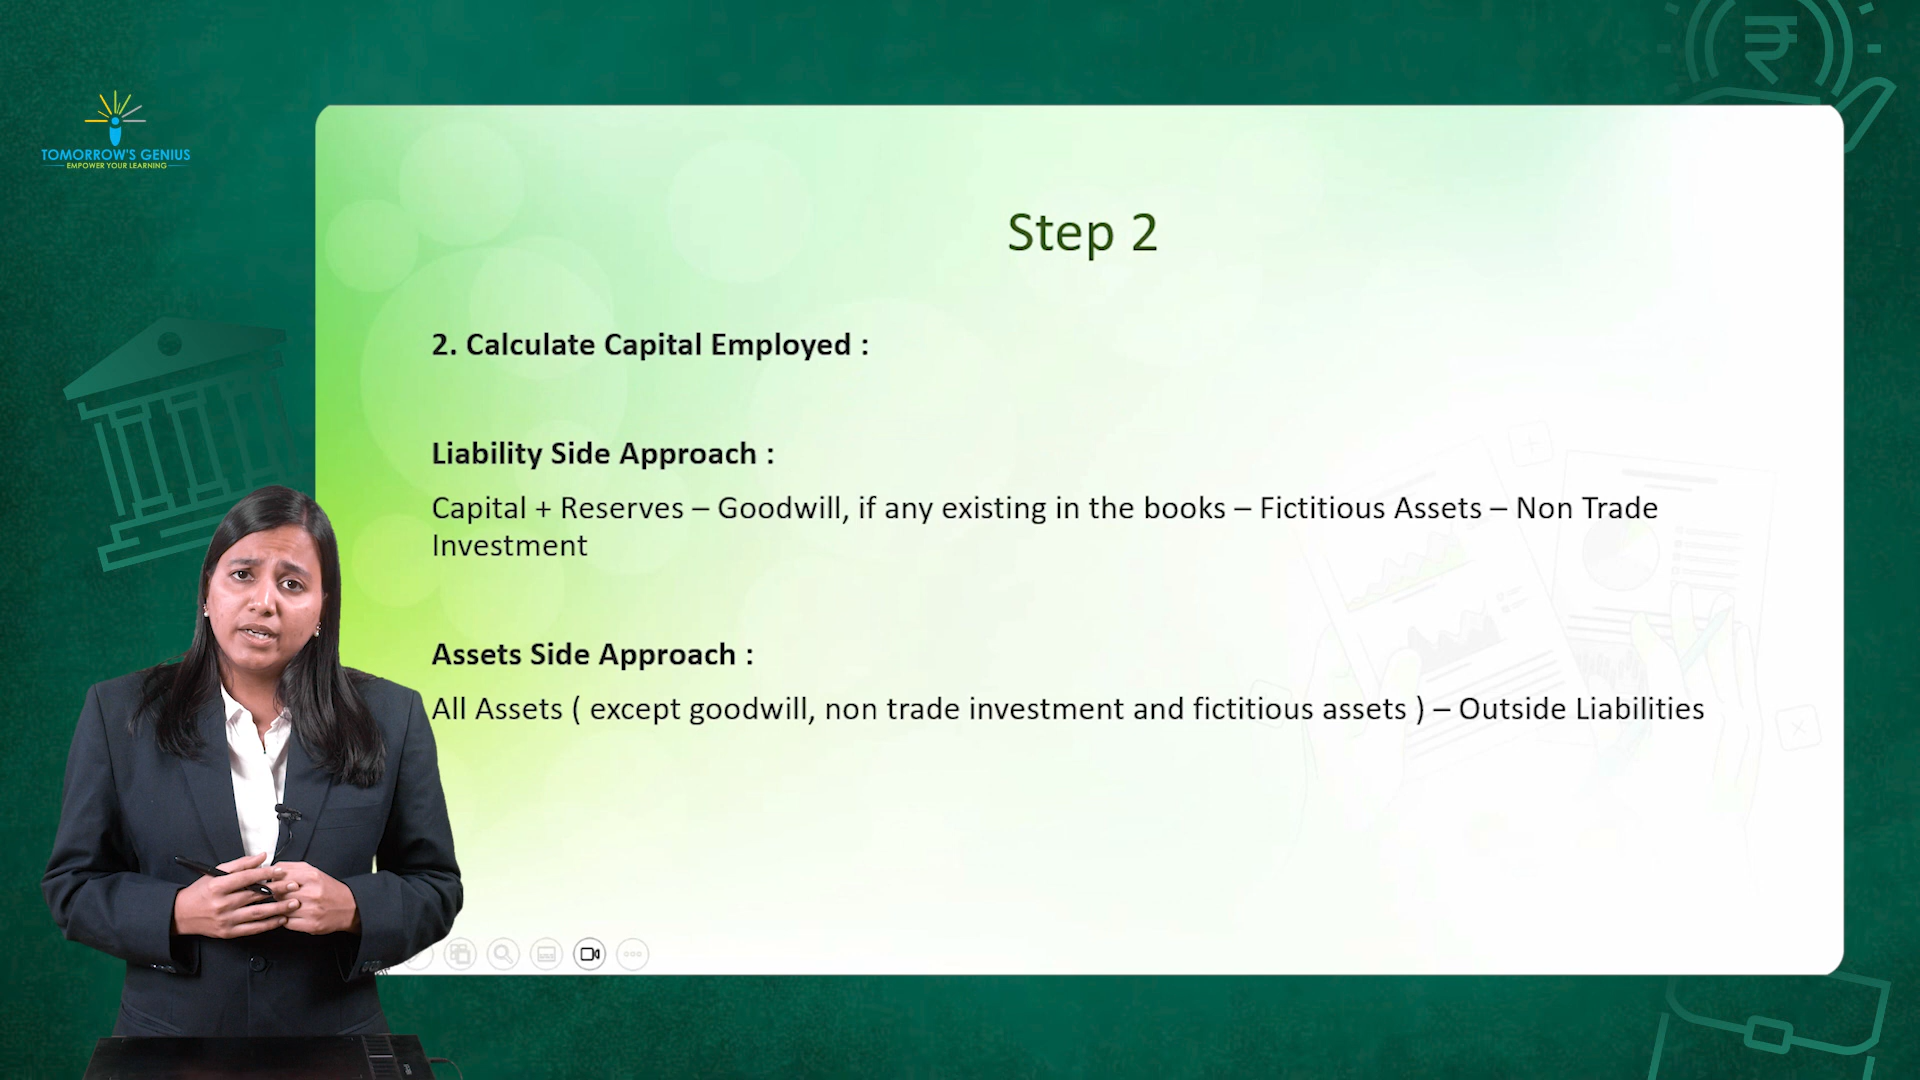 TOMORROW'S GENIUS
EMPOWER YOUR LEARNING
Step 2
2. Calculate Capital Employed :
Liability Side Approach :
Capital + Reserves – Goodwill, if any existing in the books – Fictitious Assets – Non Trade
Investment
Assets Side Approach :
All Assets ( except goodwill, non trade investment and fictitious assets ) – Outside Liabilities